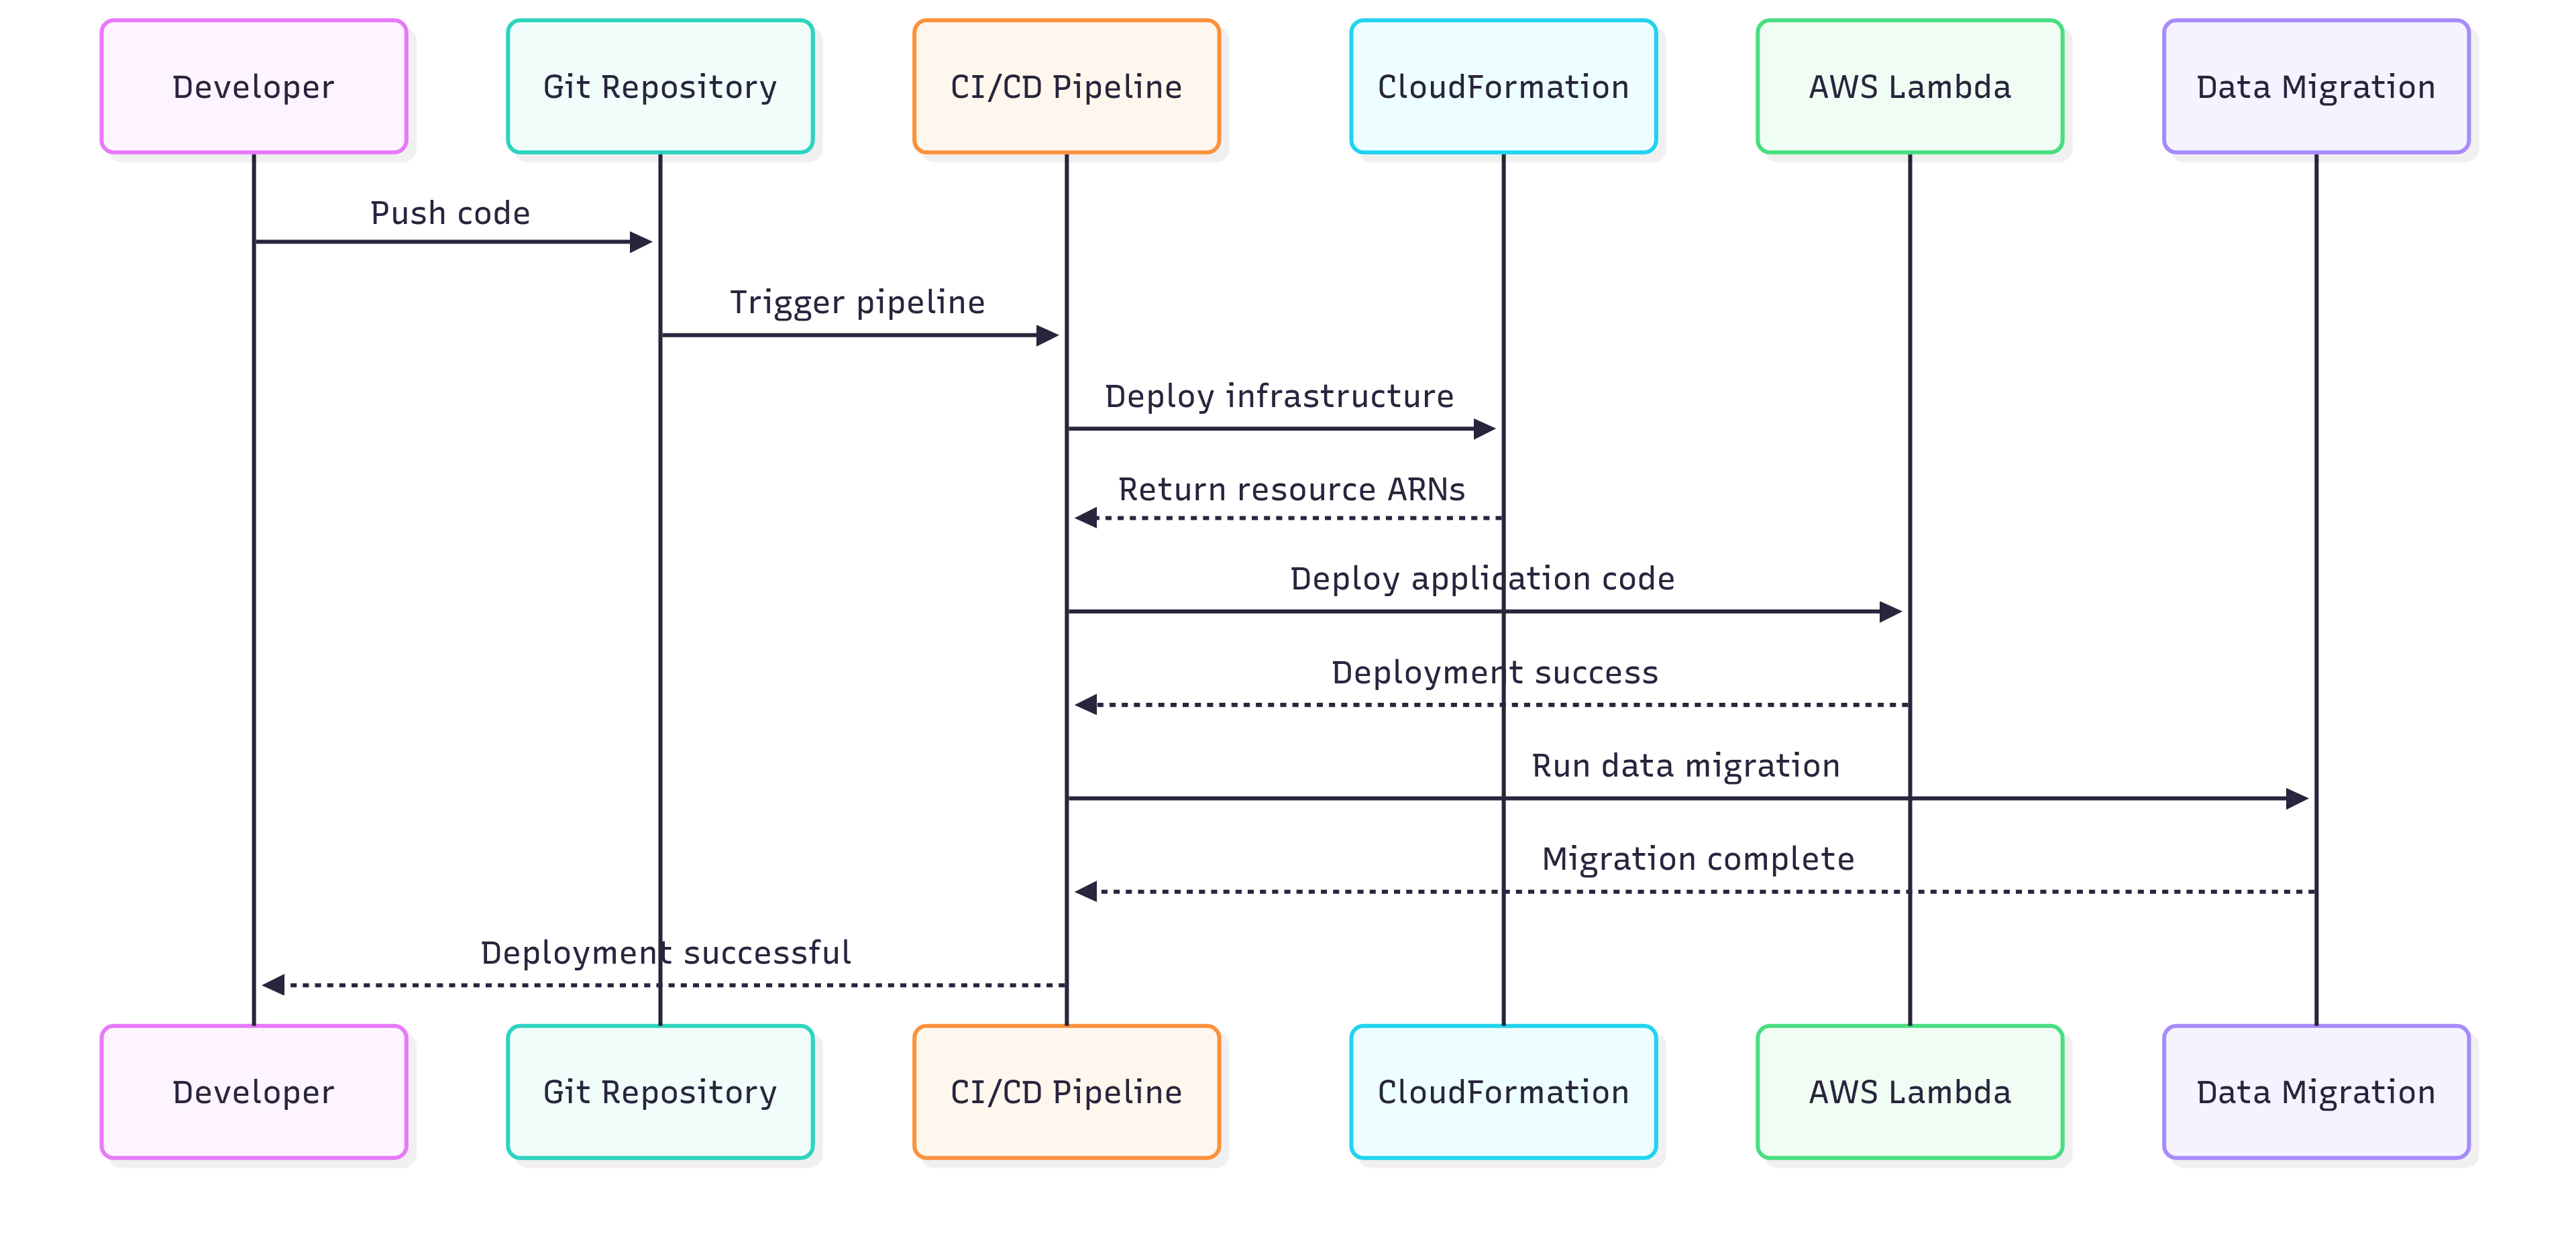 Developer
Git Repository
CI/CD Pipeline
CloudFormation
AWS Lambda
Data Migration
Push code
Trigger pipeline
Deploy infrastructure
Return resource ARNs
Deploy application code
Deployment success
Run data migration
Migration complete
Deployment successful
Developer
Git Repository
CI/CD Pipeline
CloudFormation
AWS Lambda
Data Migration